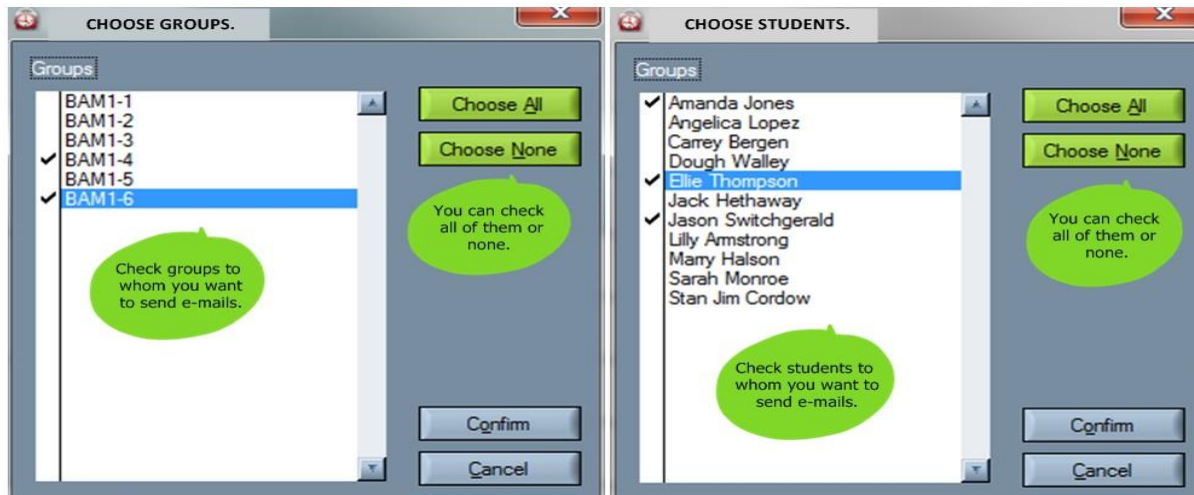 CHOOSE GROUPS.
Groups
BAM1-1
BAM1-2
BAM1-3
BAM1-4
BAM1-5
BAM1-6
Choose All
Choose None
You can check
all of them or
none.
Check groups to
whom you want
to send e-mails.
Confirm
Cancel
CHOOSE STUDENTS.
Groups
Amanda Jones
Angelica Lopez
Carrey Bergen
Dough Walley
Ellie Thompson
Jack Hethaway
Jason Switchgerald
Lilly Armstrong
Marry Halson
Sarah Monroe
Stan Jim Cordow
Choose All
Choose None
You can check
all of them or
none.
Check students to
whom you want to
send e-mails.
Confirm
Cancel